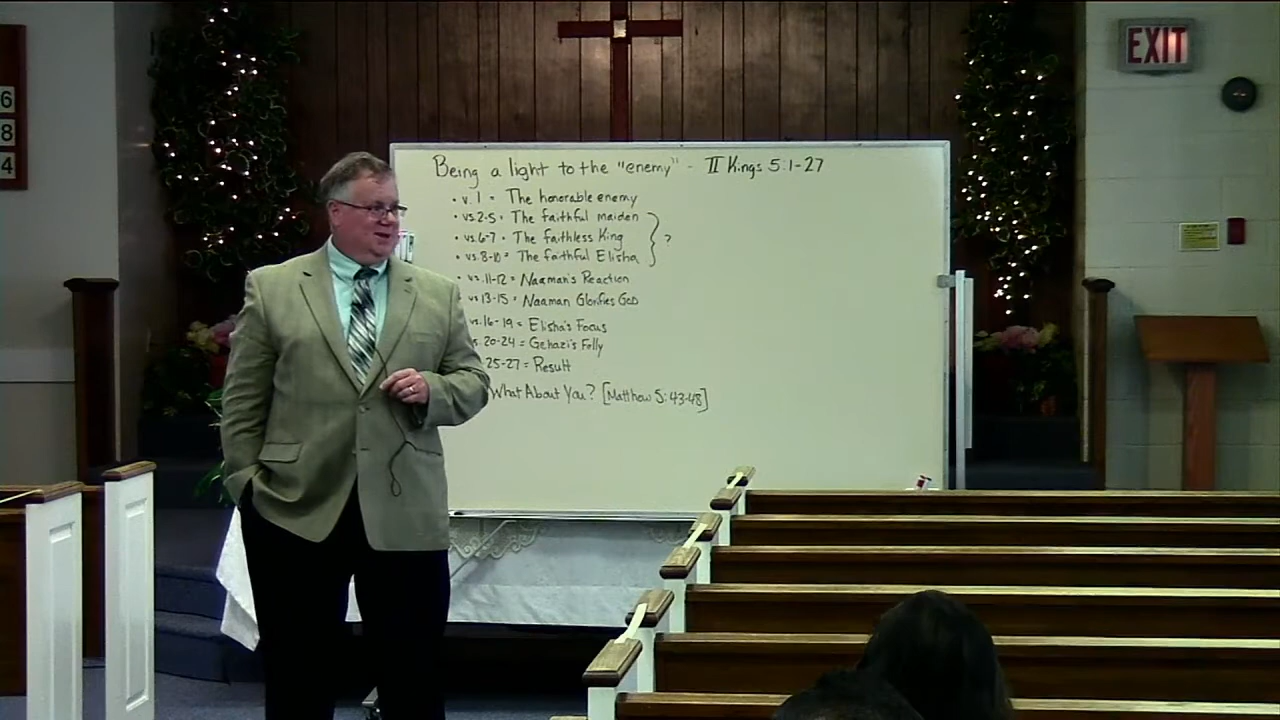 Being a light to the "enemy" - II Kings 5:1-27
• v.1 = The honorable enemy
• vs.2-5 = The faithful maiden
• vs.6-7 = The faithless King
• vs.8-10 = The faithful Elisha
?
• vs.11-12 = Naaman's Reaction
• vs 13-15 = Naaman Glorifies God
vs.16-19 = Elisha's Focus
s. 20-24 = Gehazi's Folly
25-27 = Result
What About You? [Matthew 5:43-48]
EXIT
6
8
4